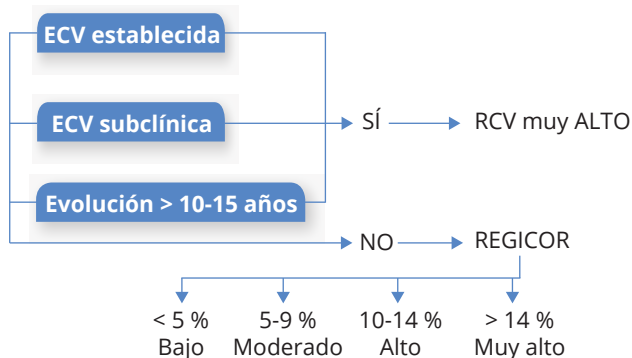 ECV establecida
ECV subclínica
SÍ
RCV muy ALTO
Evolución > 10-15 años
NO
REGICOR
< 5 %
Bajo
5-9 %
Moderado
10-14 %
Alto
> 14 %
Muy alto